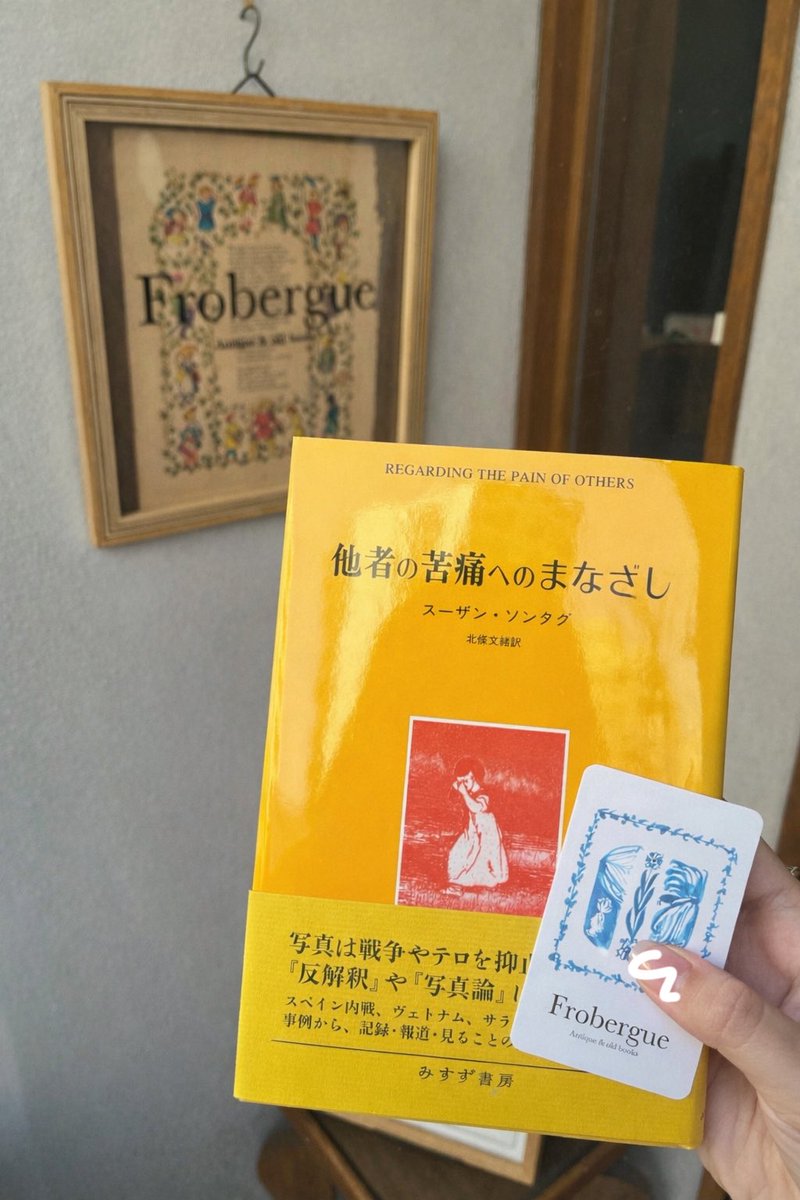 Frobergue
Antique & old books
REGARDING THE PAIN OF OTHERS
他者の苦痛へのまなざし
スーザン・ソンタグ
北條文緒訳
写真は戦争やテロを抑止
『反解釈』や『写真論』
スペイン内戦、ヴェトナム、サラ
事例から、記録・報道・見ることの
みすず書房
Frobergue
Antique & old books